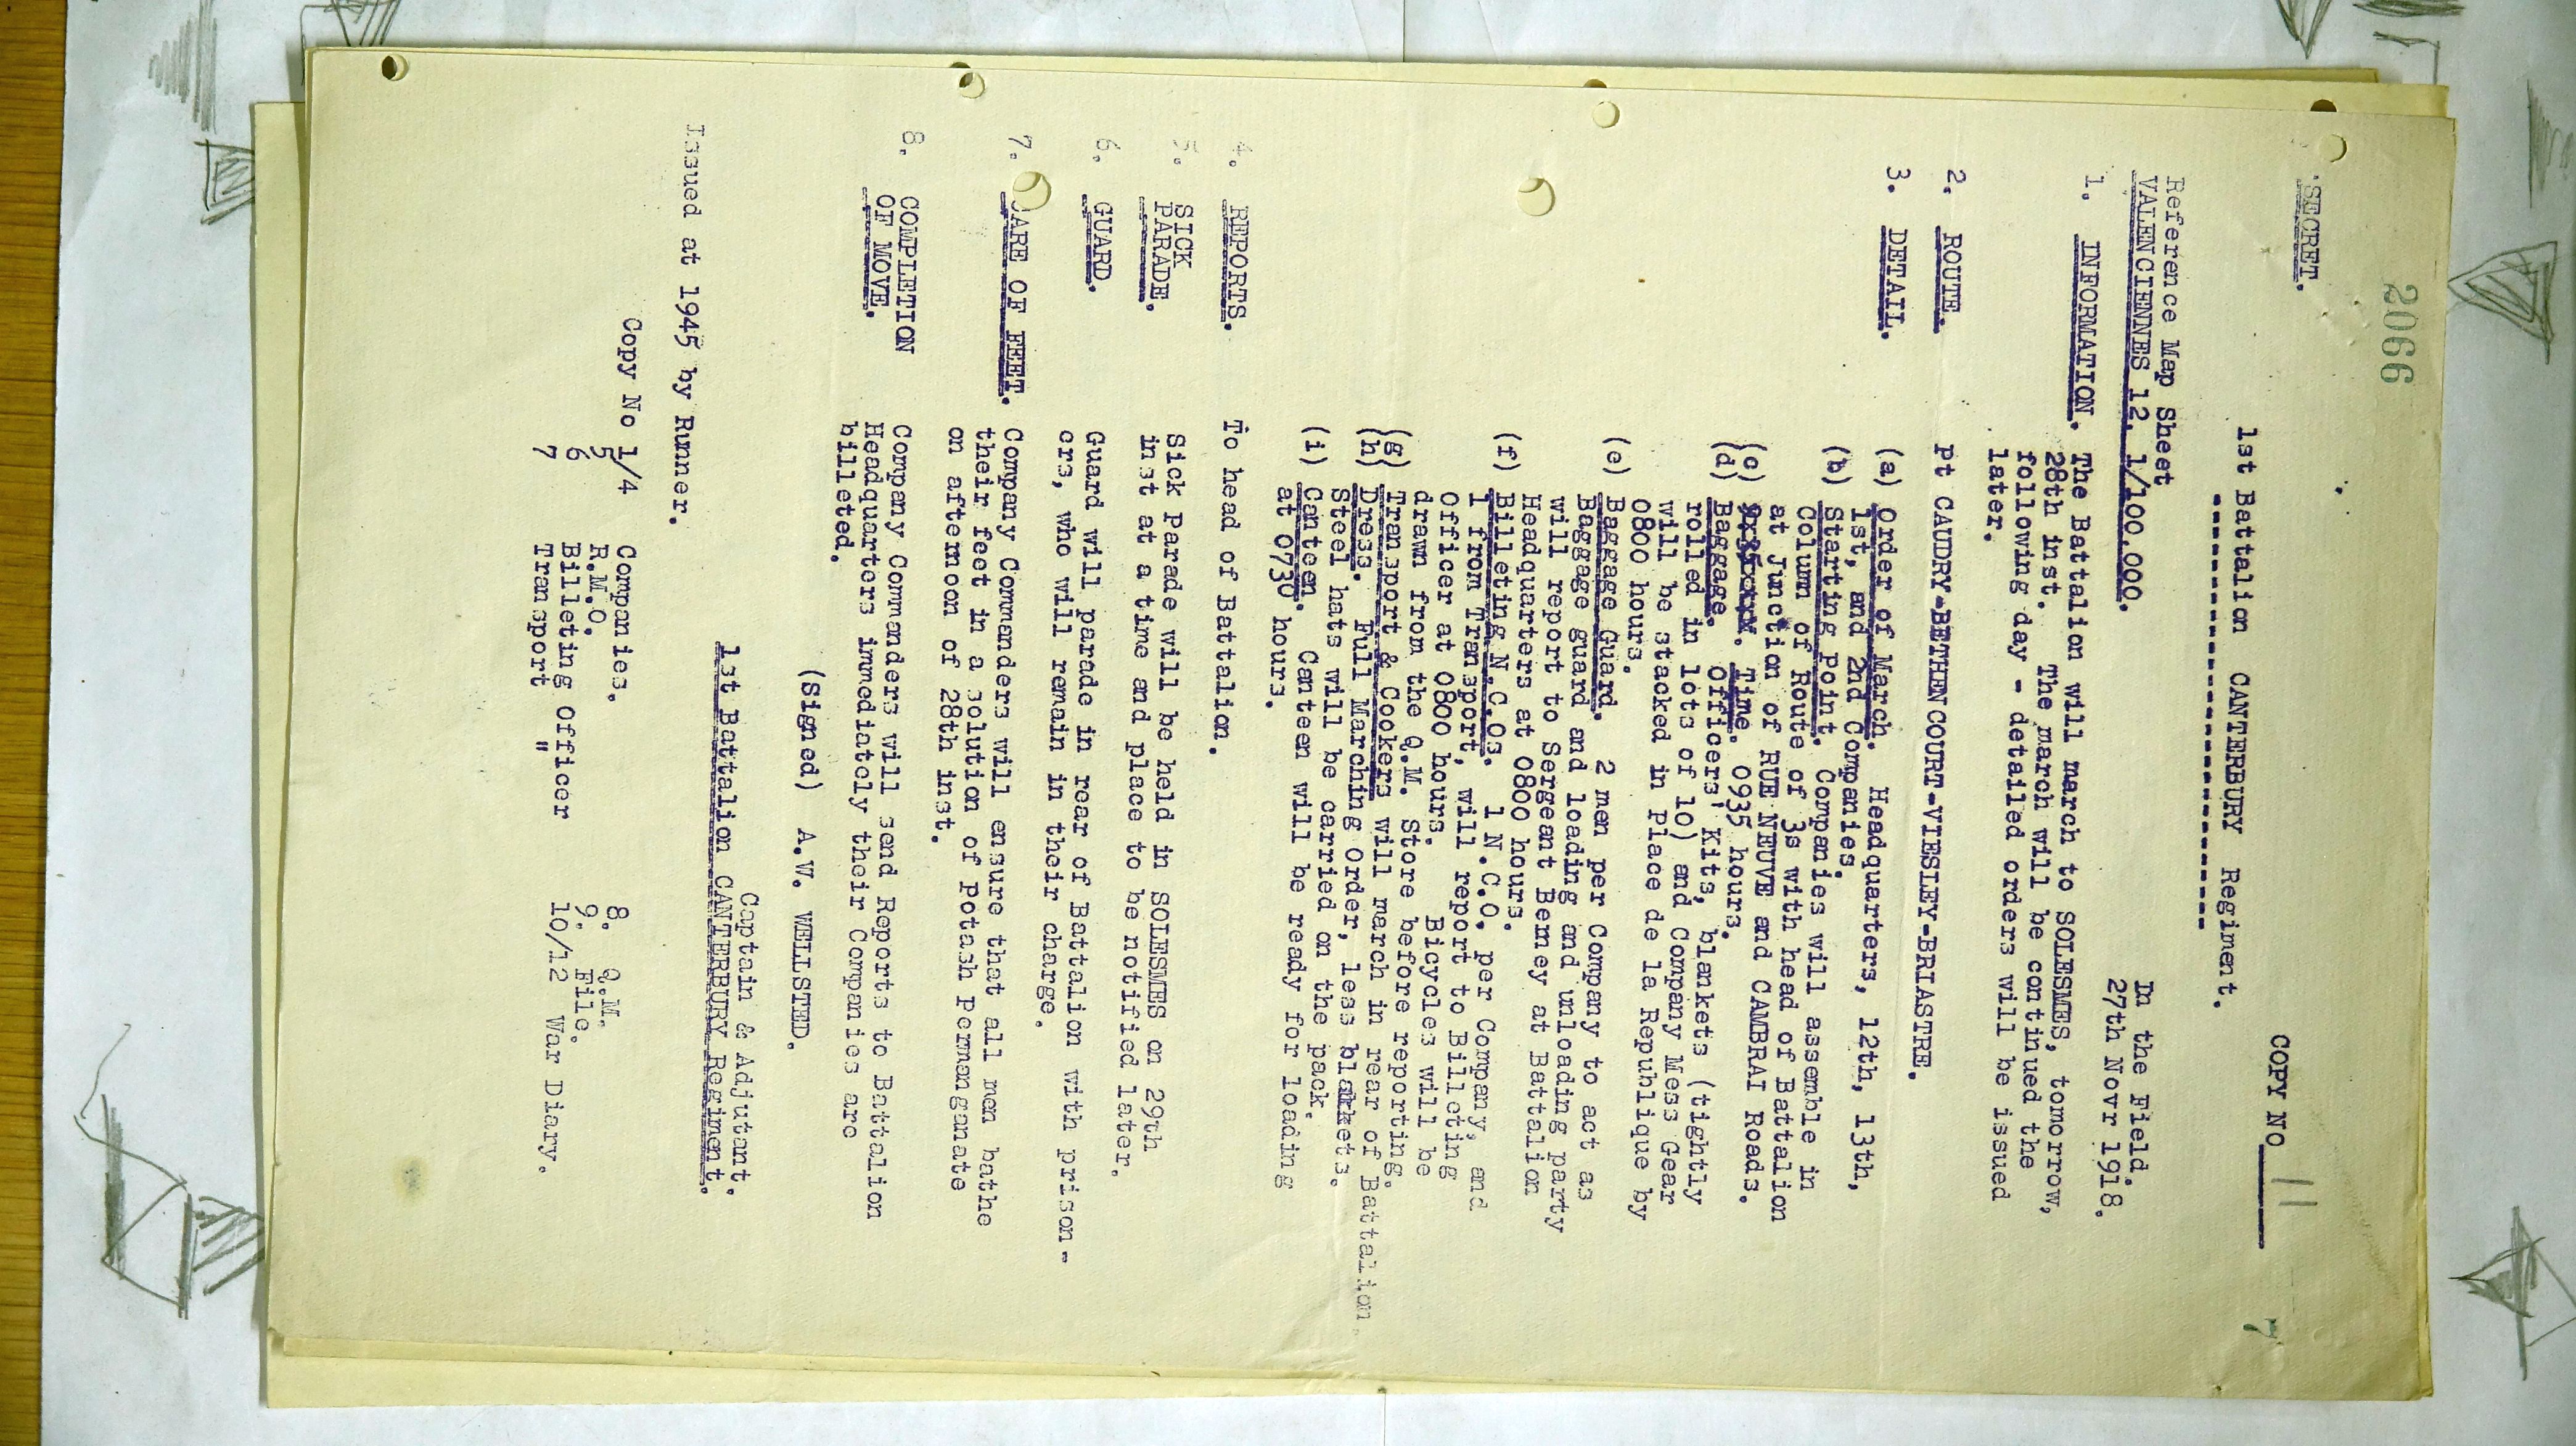 2066
SECRET.
COPY NO 11
7
1st Battalion CANTERBURY Regiment.
Reference Map Sheet
VALENCIENNES 12. 1/100.000.
In the Field.
27th Novr 1918.
1. INFORMATION. The Battalion will march to SOLESMES, tomorrow,
28th inst. The march will be continued the
following day - detailed orders will be issued
later.
2. ROUTE. Pt CAUDRY-BETHENCOURT-VIESLEY-BRIASTRE.
3. DETAIL. (a) Order of March. Headquarters, 12th, 13th,
1st, and 2nd Companies.
(b) Starting Point. Companies will assemble in
Column of Route of 3s with head of Battalion
at Junction of RUE NEUVE and CAMBRAI Roads.
(c) Time. 0935 hours.
(d) Baggage. Officers' Kits, blankets (tightly
rolled in lots of 10) and Company Mess Gear
will be stacked in Place de la Republique by
0800 hours.
(e) Baggage Guard. 2 men per Company to act as
Baggage guard and loading and unloading party
will report to Sergeant Bemey at Battalion
Headquarters at 0800 hours.
(f) Billeting N.C.Os. 1 N.C.O. per Company, and
1 from Transport, will report to Billeting
Officer at 0800 hours. Bicycles will be
drawn from the Q.M. Store before reporting.
(g) Transport & Cookers will march in rear of Battalion.
(h) Dress. Full Marching Order, less blankets.
Steel hats will be carried on the pack.
(i) Canteen. Canteen will be ready for loading
at 0730 hours.
4. REPORTS. To head of Battalion.
5. SICK PARADE. Sick Parade will be held in SOLESMES on 29th
inst at a time and place to be notified later.
6. GUARD. Guard will parade in rear of Battalion with prison-
ers, who will remain in their charge.
7. CARE OF FEET. Company Commanders will ensure that all men bathe
their feet in a solution of Potash Permanganate
on afternoon of 28th inst.
8. COMPLETION OF MOVE. Company Commanders will send Reports to Battalion
Headquarters immediately their Companies are
billeted.
(Signed) A.W. WELLSTED.
Captain & Adjutant.
1st Battalion CANTERBURY Regiment.
Issued at 1945 by Runner.
Copy No 1/4 Companies. 8. Q.M.
5 R.M.O. 9. File.
6 Billeting Officer 10/12 War Diary.
7 Transport "